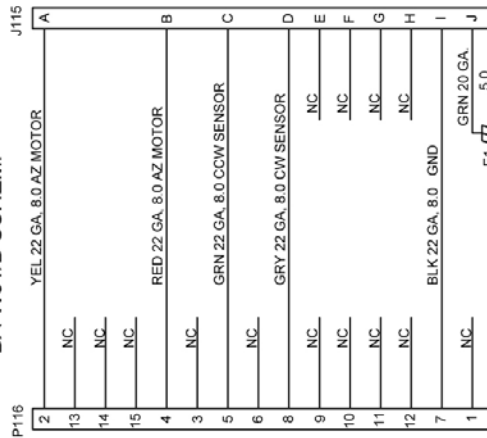 P116
J115
2
YEL 22 GA, 8.0 AZ MOTOR
A
13
NC
14
NC
15
NC
4
RED 22 GA, 8.0 AZ MOTOR
B
3
NC
5
GRN 22 GA, 8.0 CCW SENSOR
C
6
NC
8
GRY 22 GA, 8.0 CW SENSOR
D
9
NC
NC
E
10
NC
NC
F
11
NC
NC
G
12
NC
NC
H
7
BLK 22 GA, 8.0 GND
I
1
NC
GRN 20 GA.
J
5.0